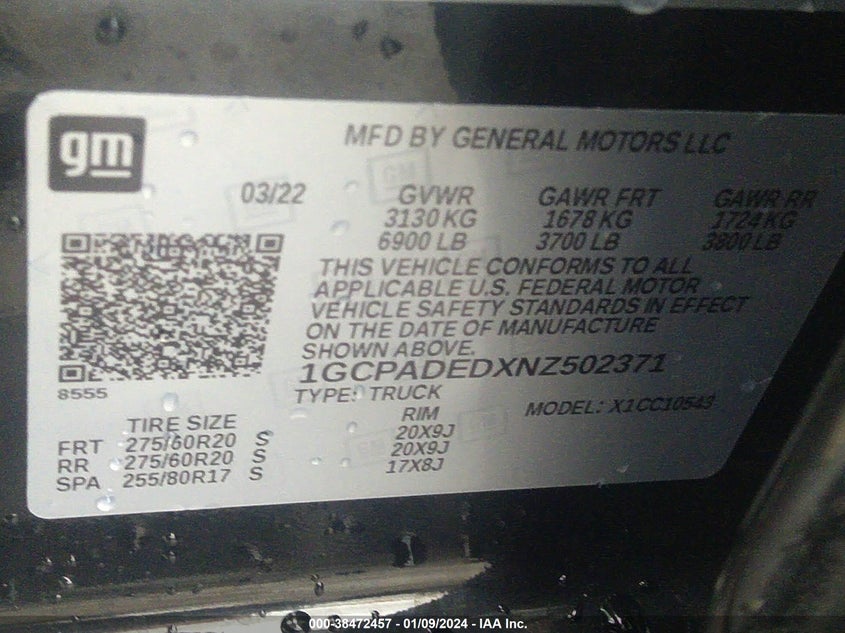 gm
MFD BY GENERAL MOTORS LLC
03/22
GVWR GAWR FRT GAWR RR
3130 KG 1678 KG 1724 KG
6900 LB 3700 LB 3800 LB
THIS VEHICLE CONFORMS TO ALL
APPLICABLE U.S. FEDERAL MOTOR
VEHICLE SAFETY STANDARDS IN EFFECT
ON THE DATE OF MANUFACTURE
SHOWN ABOVE.
1GCPADEDXNZ502371
8555
TYPE: TRUCK
MODEL: X1CC10543
TIRE SIZE RIM
FRT 275/60R20 S 20X9J
RR 275/60R20 S 20X9J
SPA 255/80R17 S 17X8J
000-38472457 - 01/09/2024 - IAA Inc.